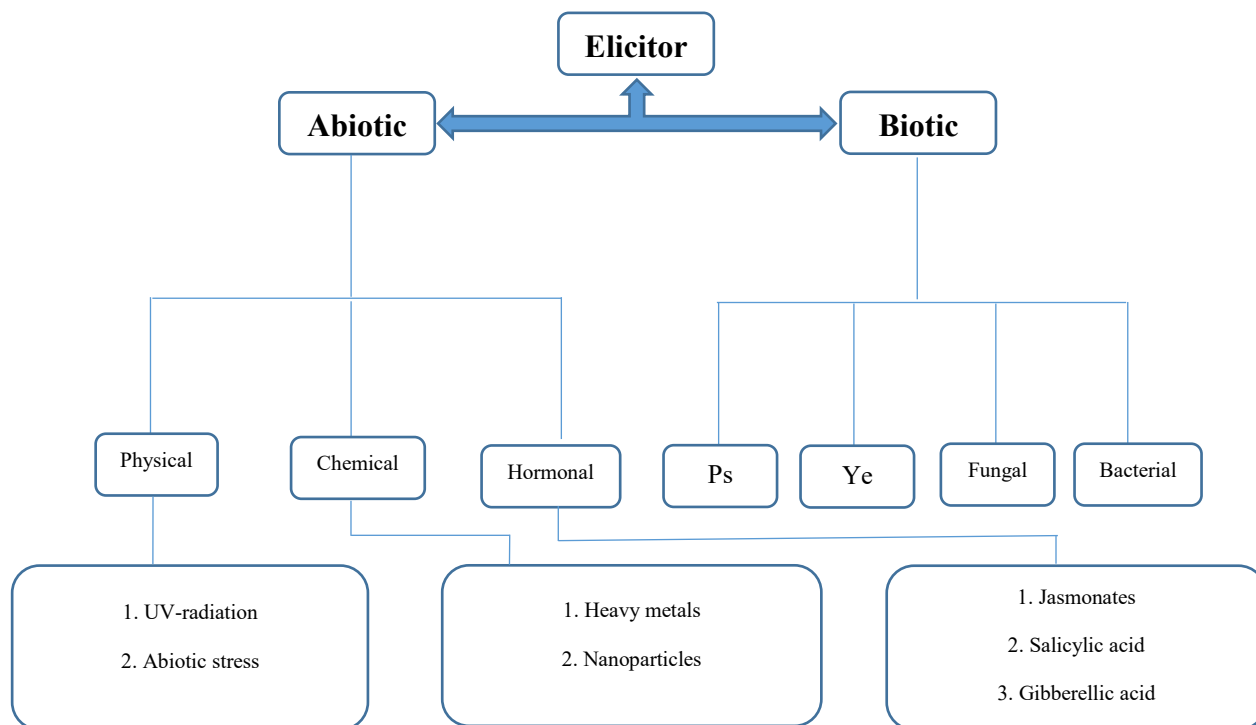 Elicitor
Abiotic
Biotic
Physical
Chemical
Hormonal
Ps
Ye
Fungal
Bacterial
1. UV-radiation
2. Abiotic stress
1. Heavy metals
2. Nanoparticles
1. Jasmonates
2. Salicylic acid
3. Gibberellic acid